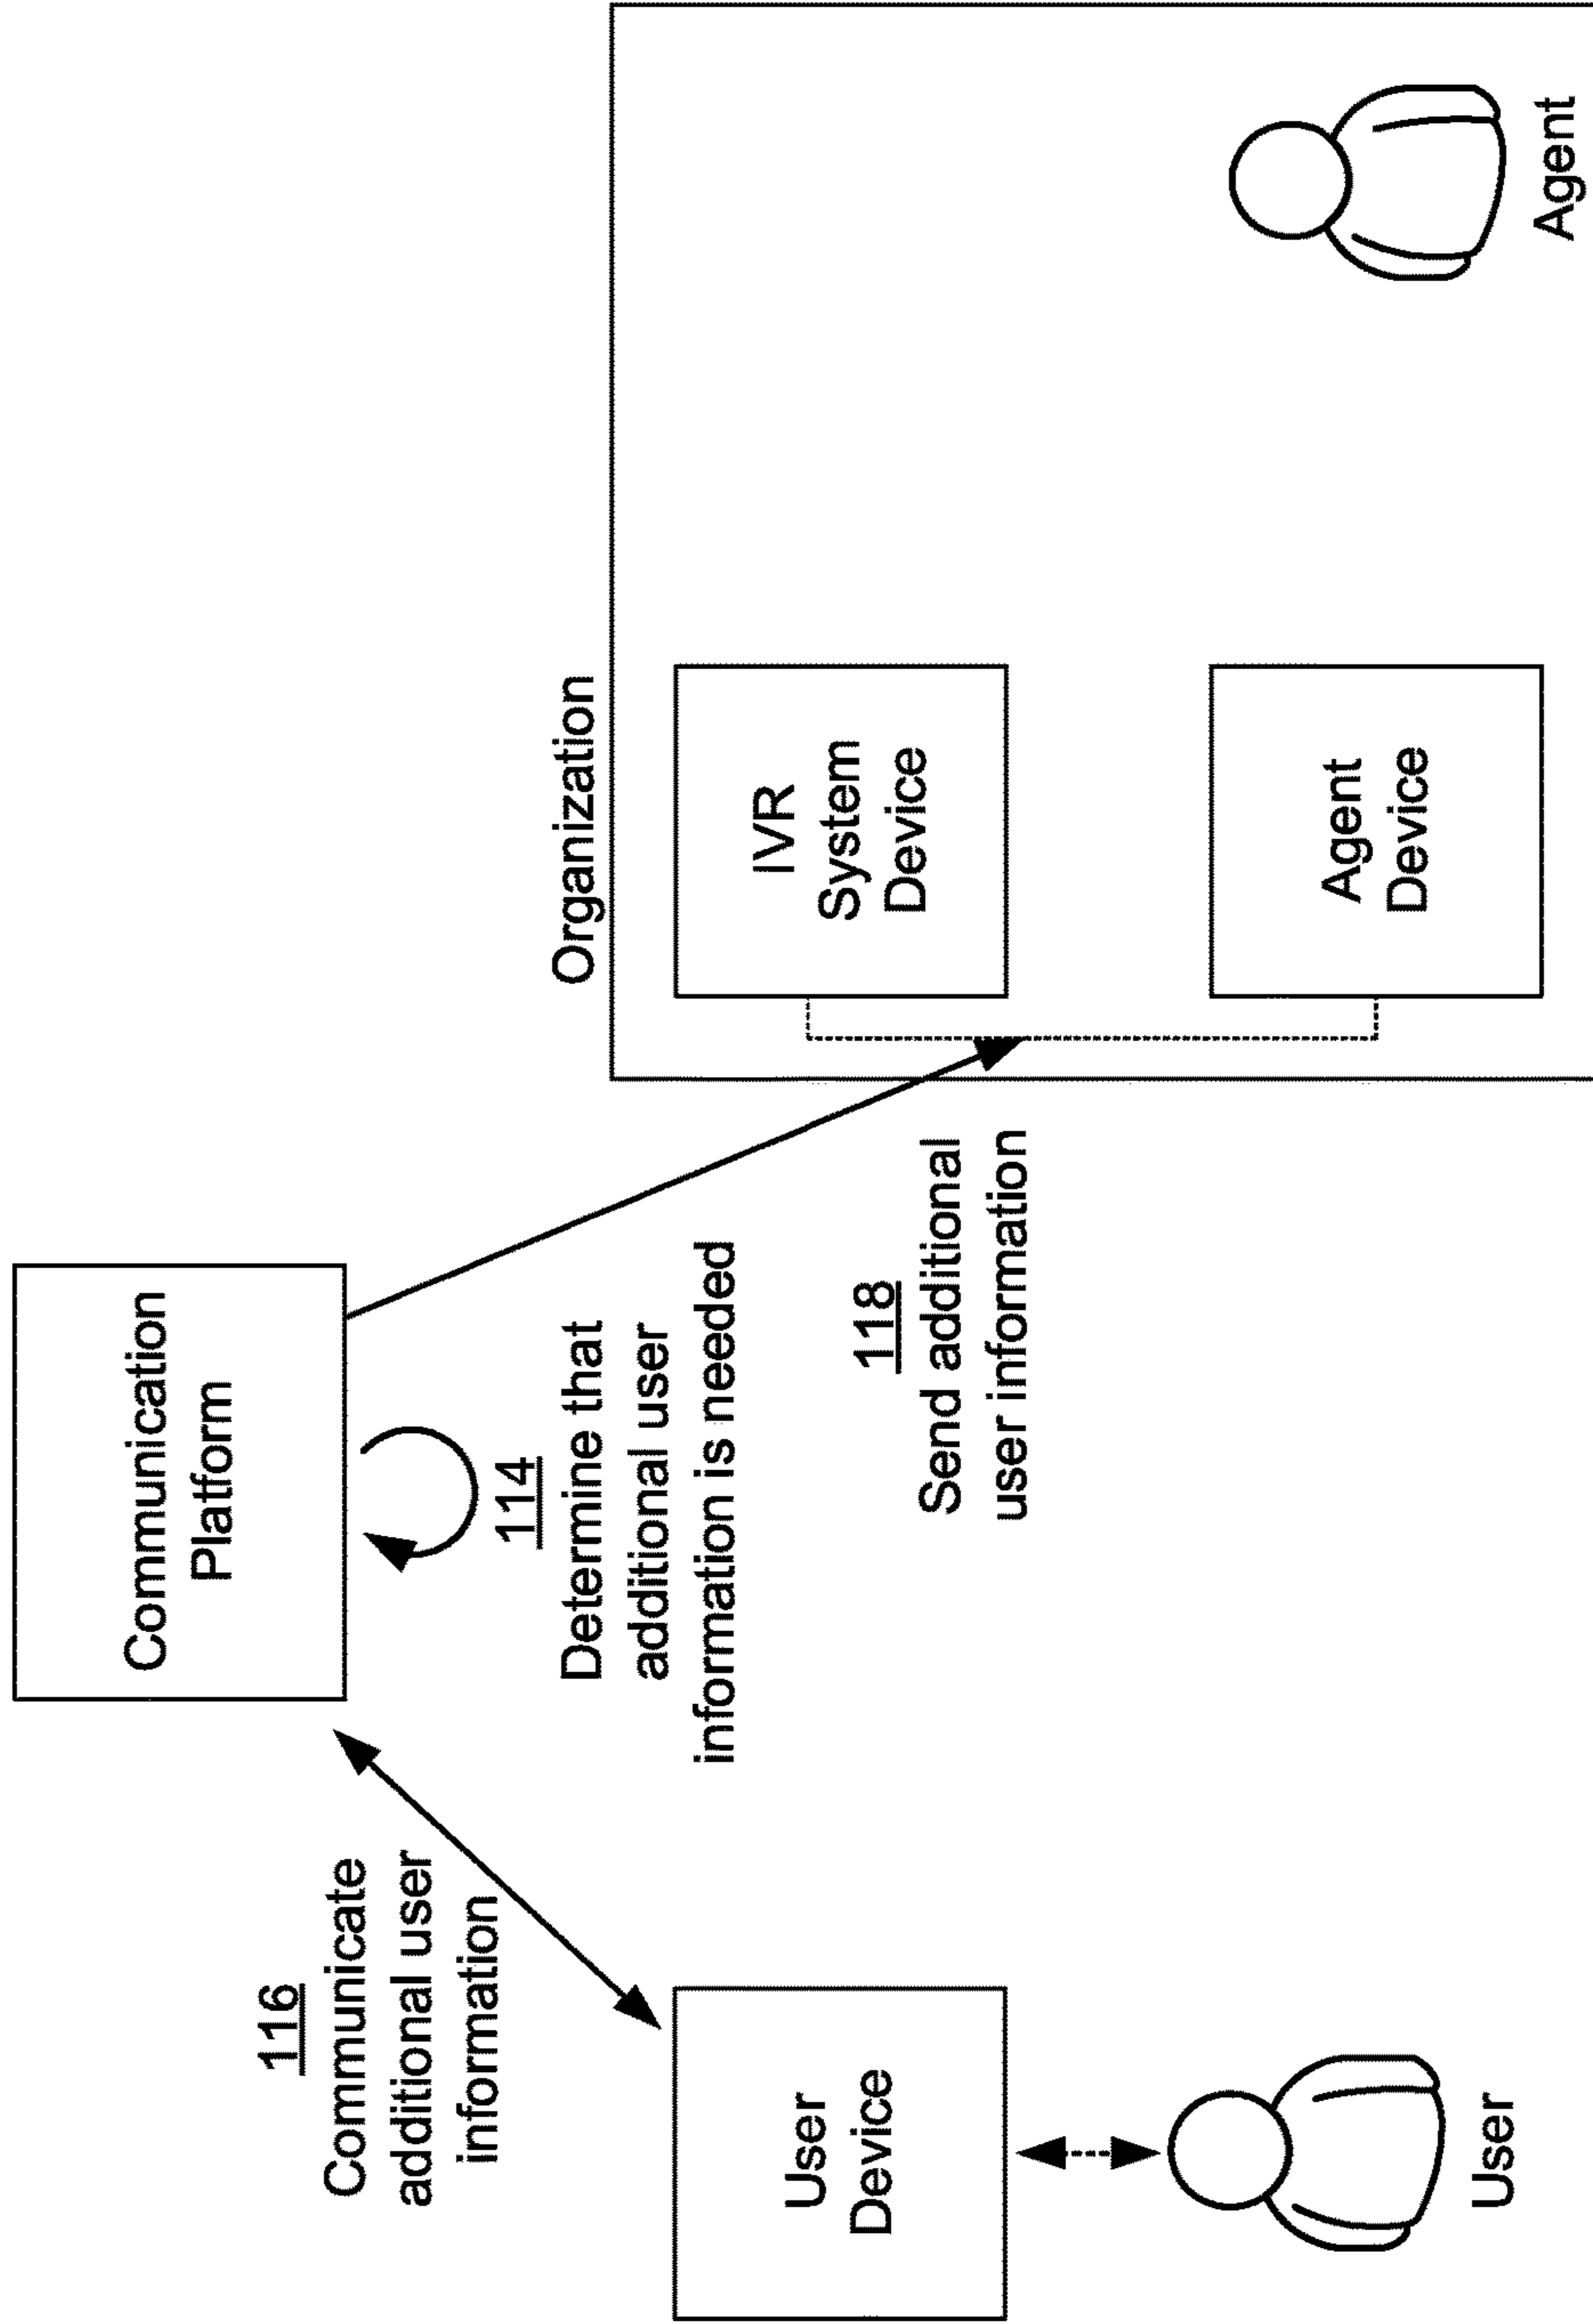 Communication
Platform
116
Communicate
additional user
information
114
Determine that
additional user
information is needed
118
Send additional
user information
Organization
User
Device
IVR
System
Device
Agent
Device
User
Agent